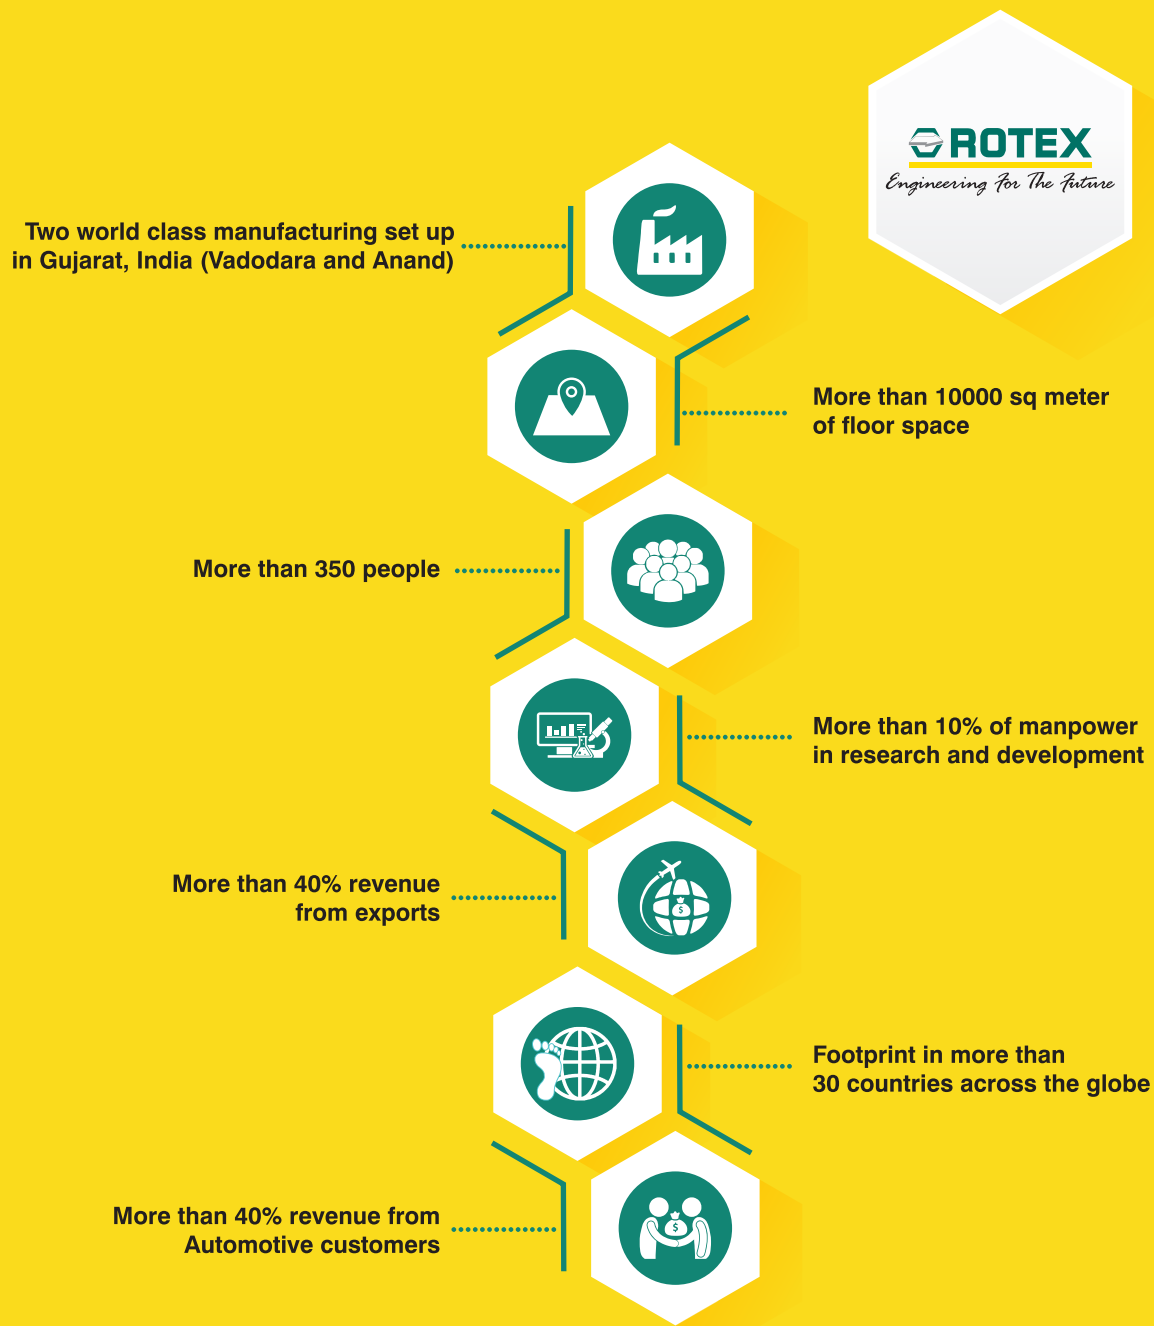 ROTEX
Engineering For The Future
Two world class manufacturing set up
in Gujarat, India (Vadodara and Anand)
More than 10000 sq meter
of floor space
More than 350 people
More than 10% of manpower
in research and development
More than 40% revenue
from exports
$
Footprint in more than
30 countries across the globe
More than 40% revenue from
Automotive customers
$